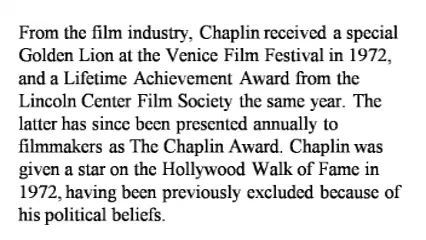 From the film industry, Chaplin received a special
Golden Lion at the Venice Film Festival in 1972,
and a Lifetime Achievement Award from the
Lincoln Center Film Society the same year. The
latter has since been presented annually to
filmmakers as The Chaplin Award. Chaplin was
given a star on the Hollywood Walk of Fame in
1972, having been previously excluded because of
his political beliefs.